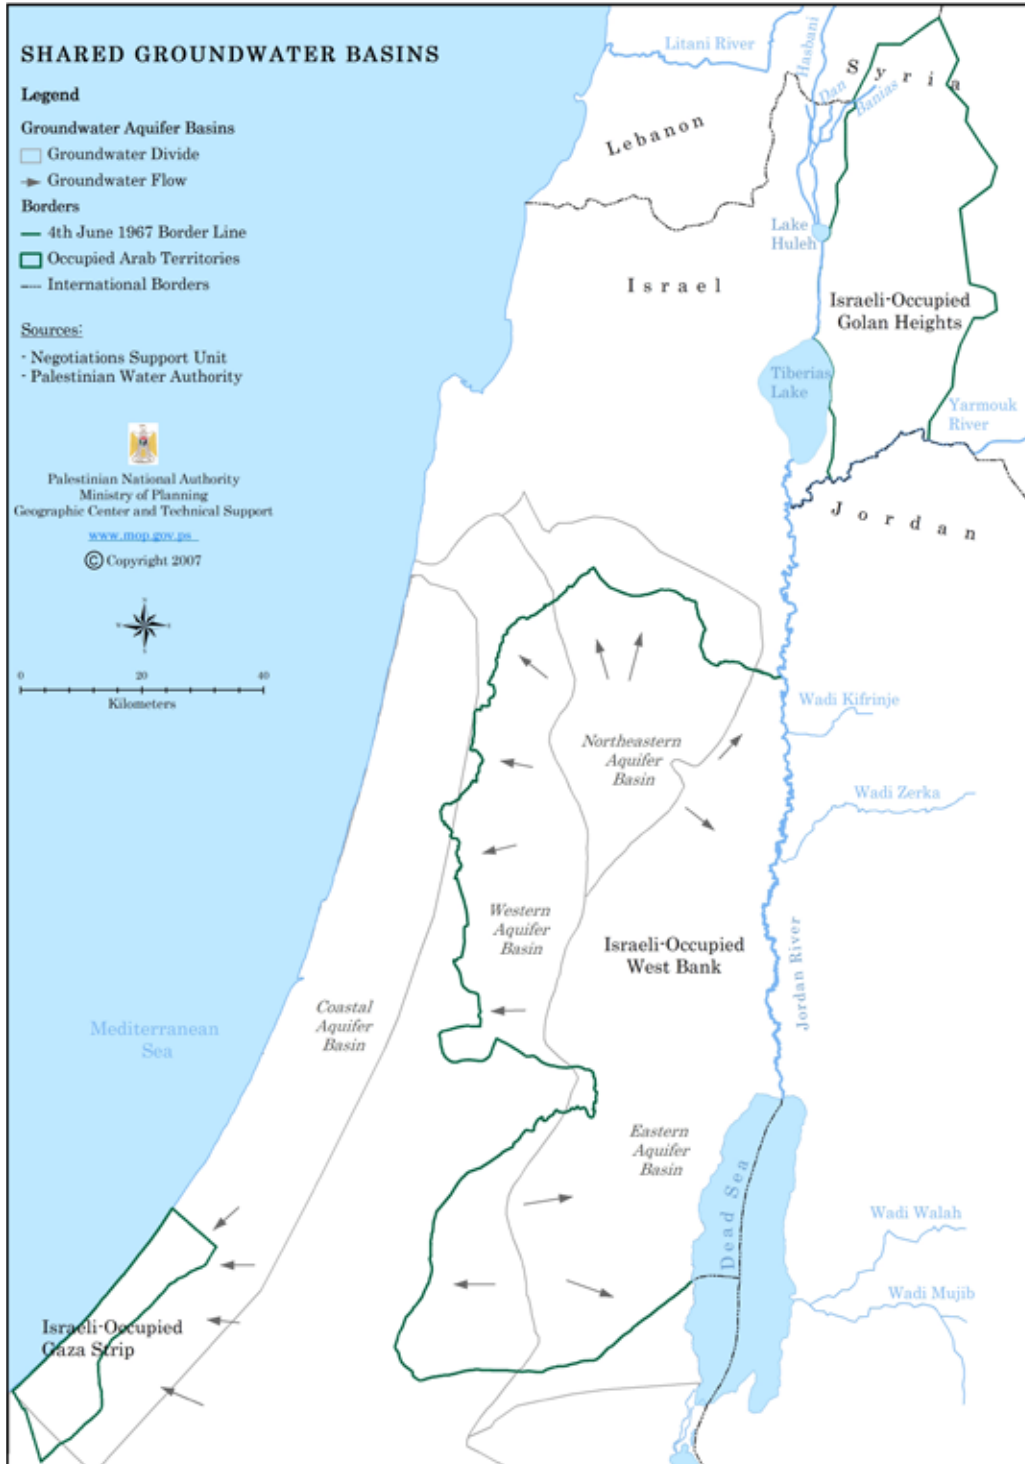 SHARED GROUNDWATER BASINS
Legend
Groundwater Aquifer Basins
Groundwater Divide
Groundwater Flow
Borders
4th June 1967 Border Line
Occupied Arab Territories
International Borders
Sources:
- Negotiations Support Unit
- Palestinian Water Authority
Palestinian National Authority
Ministry of Planning
Geographic Center and Technical Support
www.mop.gov.ps
© Copyright 2007
N
W
E
S
0 20 40
Kilometers
Litani River
Hasbani
Dan
Banias
Syria
Lebanon
Lake
Huleh
Israel
Israeli-Occupied
Golan Heights
Tiberias
Lake
Yarmouk
River
Jordan
Wadi Kifrinje
Northeastern
Aquifer
Basin
Wadi Zerka
Western
Aquifer
Basin
Israeli-Occupied
West Bank
Jordan River
Coastal
Aquifer
Basin
Mediterranean
Sea
Eastern
Aquifer
Basin
Dead Sea
Wadi Walah
Wadi Mujib
Israeli-Occupied
Gaza Strip